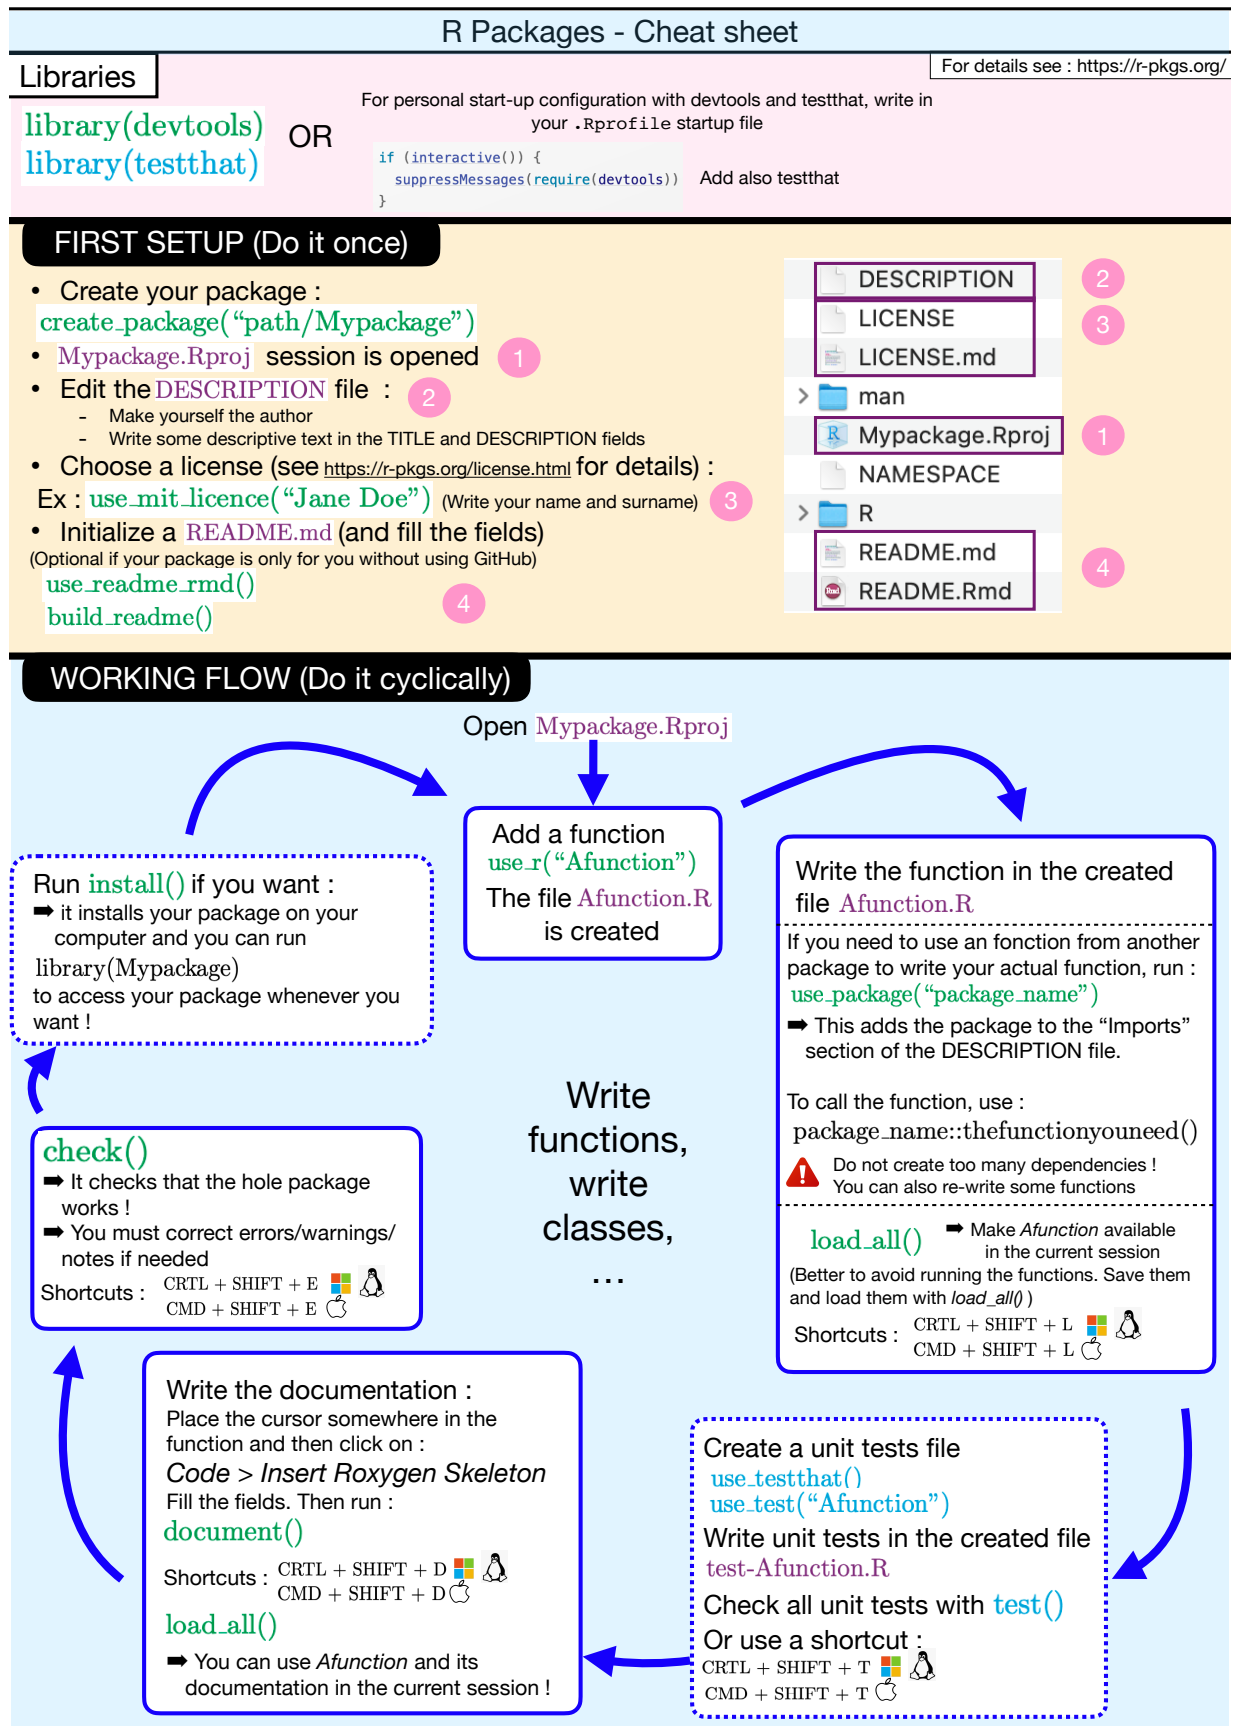 R Packages - Cheat sheet
Libraries
For details see : https://r-pkgs.org/
library(devtools)
library(testthat)
OR
For personal start-up configuration with devtools and testthat, write in
your .Rprofile startup file
if (interactive()) {
suppressMessages(require(devtools))
}
Add also testthat
FIRST SETUP (Do it once)
• Create your package :
create_package(“path/Mypackage”)
• Mypackage.Rproj session is opened 1
• Edit the DESCRIPTION file : 2
- Make yourself the author
- Write some descriptive text in the TITLE and DESCRIPTION fields
• Choose a license (see https://r-pkgs.org/license.html for details) :
Ex : use_mit_licence(“Jane Doe”) (Write your name and surname) 3
• Initialize a README.md (and fill the fields)
(Optional if your package is only for you without using GitHub)
use_readme_rmd()
build_readme()
4
DESCRIPTION 2
LICENSE 3
LICENSE.md
man
Mypackage.Rproj 1
NAMESPACE
R
README.md
4
README.Rmd
WORKING FLOW (Do it cyclically)
Open Mypackage.Rproj
Add a function
use_r(“Afunction”)
The file Afunction.R
is created
Write the function in the created
file Afunction.R
If you need to use an fonction from another
package to write your actual function, run :
use_package(“package_name”)
➡ This adds the package to the “Imports”
section of the DESCRIPTION file.
To call the function, use :
package_name::thefunctionyouneed()
Do not create too many dependencies !
You can also re-write some functions
load_all() ➡ Make Afunction available
in the current session
(Better to avoid running the functions. Save them
and load them with load_all() )
Shortcuts : CRTL + SHIFT + L
CMD + SHIFT + L
Create a unit tests file
use_testthat()
use_test(“Afunction”)
Write unit tests in the created file
test-Afunction.R
Check all unit tests with test()
Or use a shortcut :
CRTL + SHIFT + T
CMD + SHIFT + T
Write the documentation :
Place the cursor somewhere in the
function and then click on :
Code > Insert Roxygen Skeleton
Fill the fields. Then run :
document()
Shortcuts : CRTL + SHIFT + D
CMD + SHIFT + D
load_all()
➡ You can use Afunction and its
documentation in the current session !
check()
➡ It checks that the hole package
works !
➡ You must correct errors/warnings/
notes if needed
Shortcuts : CRTL + SHIFT + E
CMD + SHIFT + E
Run install() if you want :
➡ it installs your package on your
computer and you can run
library(Mypackage)
to access your package whenever you
want !
Write
functions,
write
classes,
...